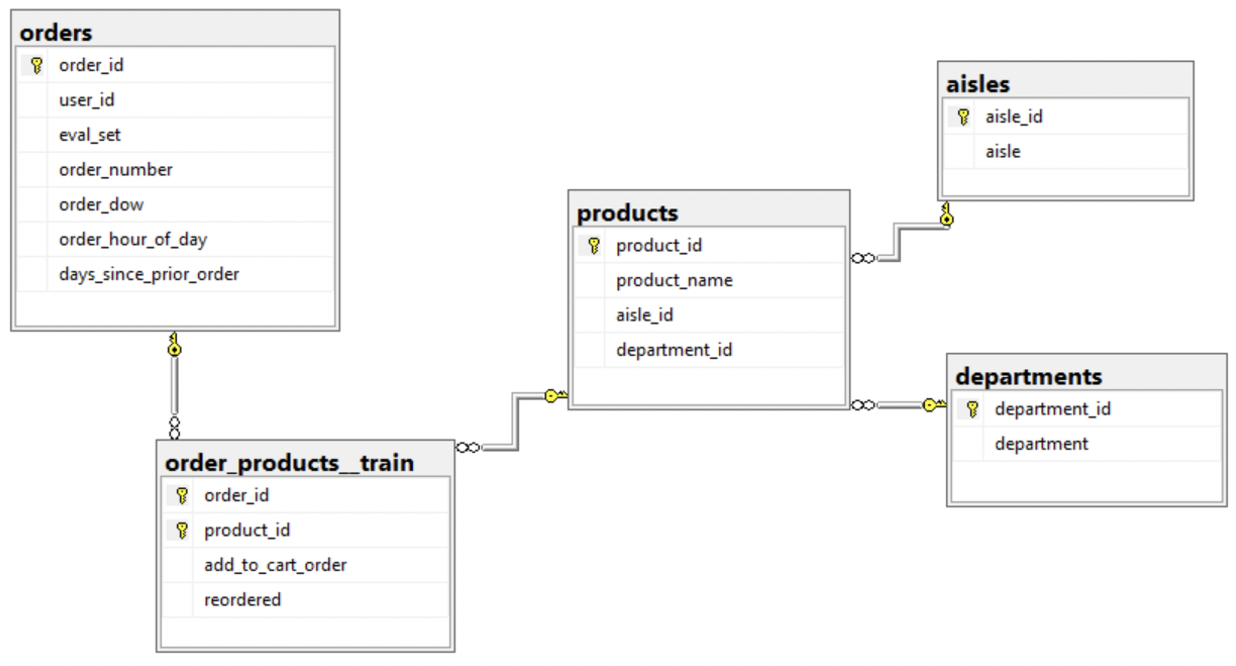 orders
order_id
user_id
eval_set
order_number
order_dow
order_hour_of_day
days_since_prior_order
order_products__train
order_id
product_id
add_to_cart_order
reordered
products
product_id
product_name
aisle_id
department_id
aisles
aisle_id
aisle
departments
department_id
department